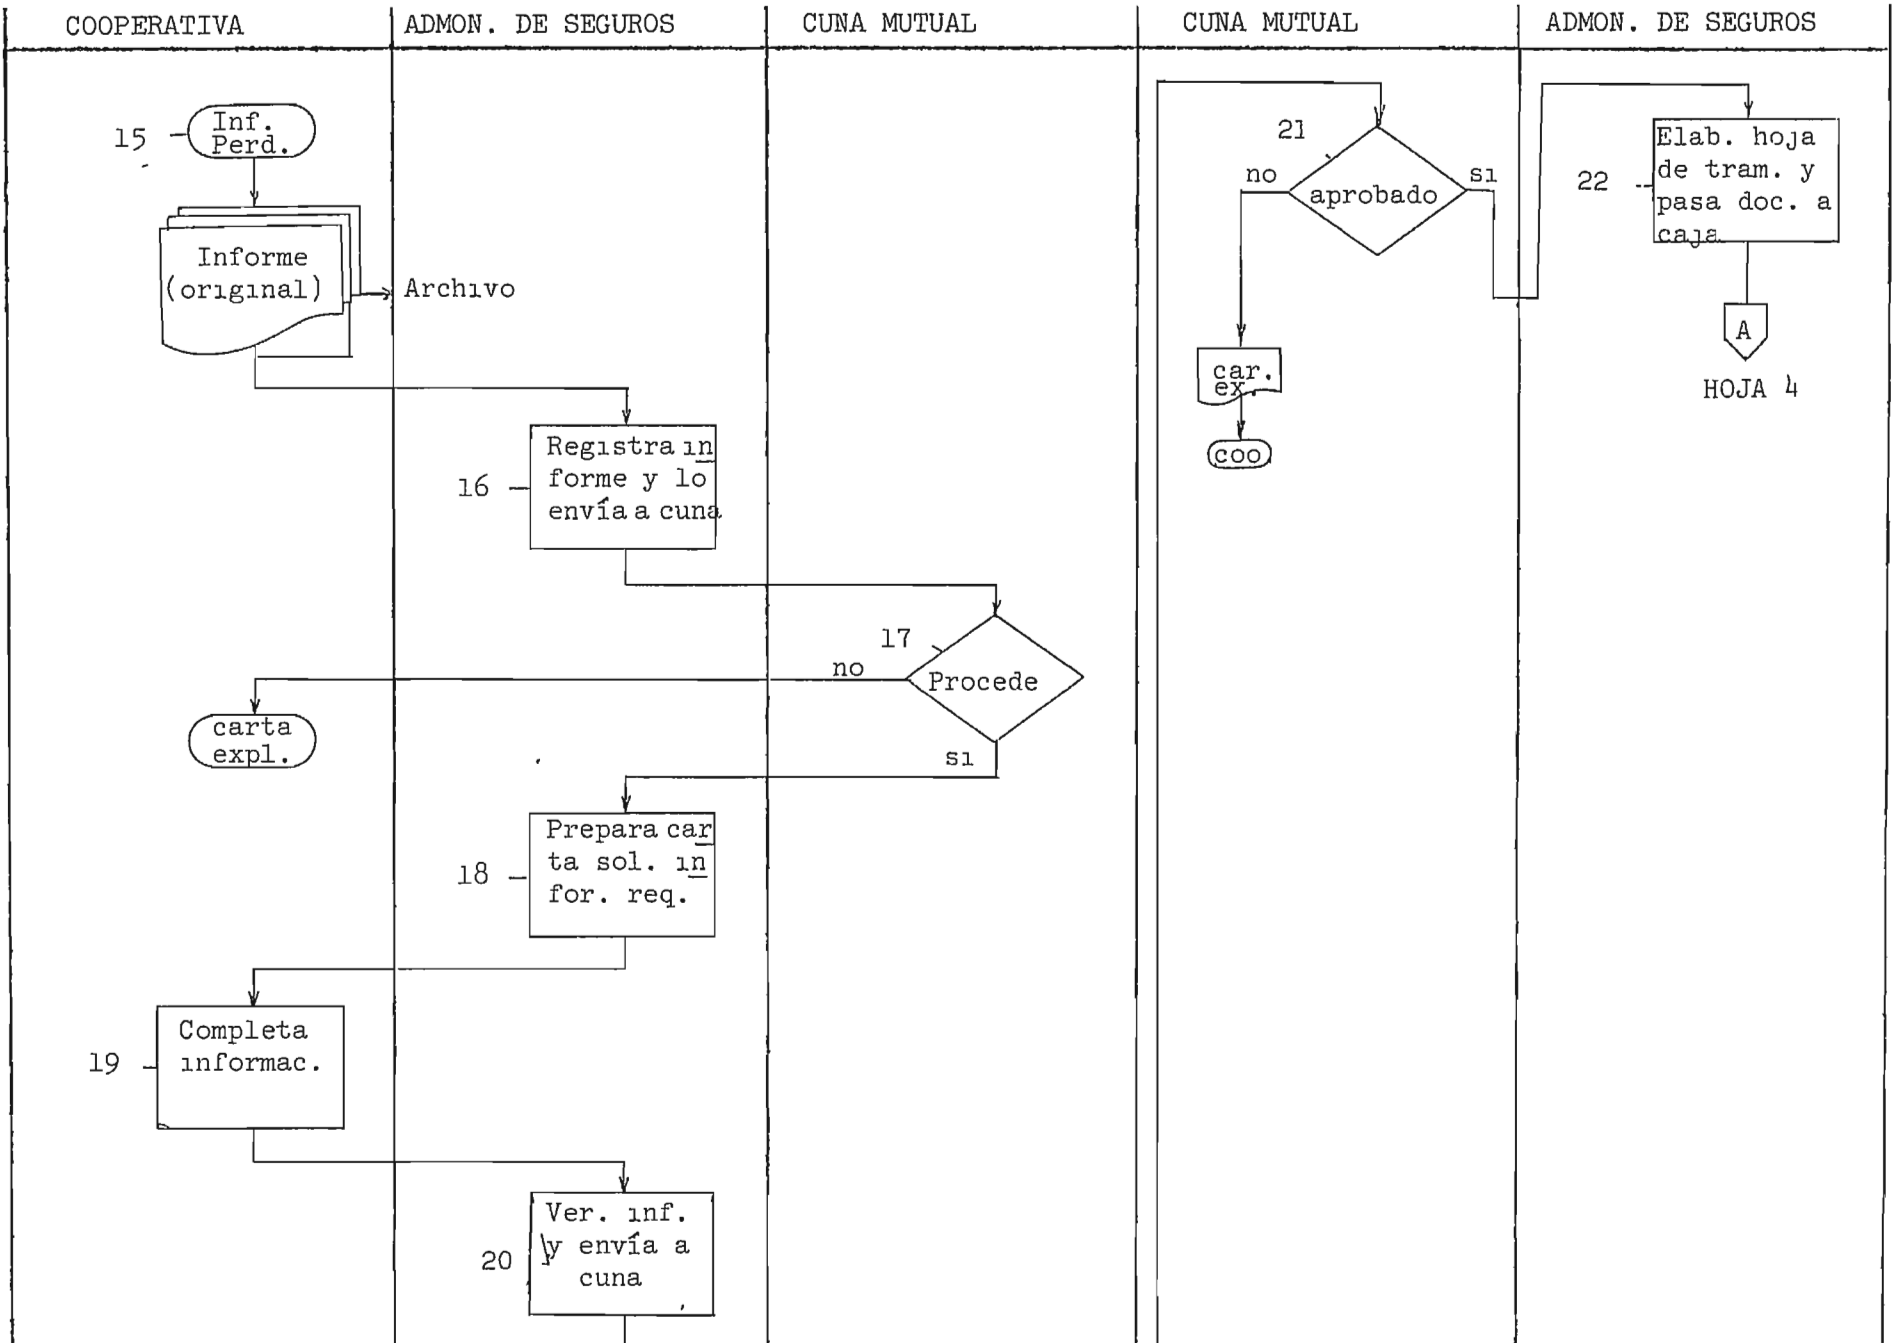 COOPERATIVA
ADMON. DE SEGUROS
CUNA MUTUAL
CUNA MUTUAL
ADMON. DE SEGUROS
15
Inf.
Perd.
Informe
(original)
Archivo
16
Registra in
forme y lo
envía a cuna
17
no
Procede
si
carta
expl.
18
Prepara car
ta sol. in
for. req.
19
Completa
informac.
20
Ver. inf.
y envía a
cuna
21
no
aprobado
si
car.
ex.
coo
22
Elab. hoja
de tram. y
pasa doc. a
caja
A
HOJA 4